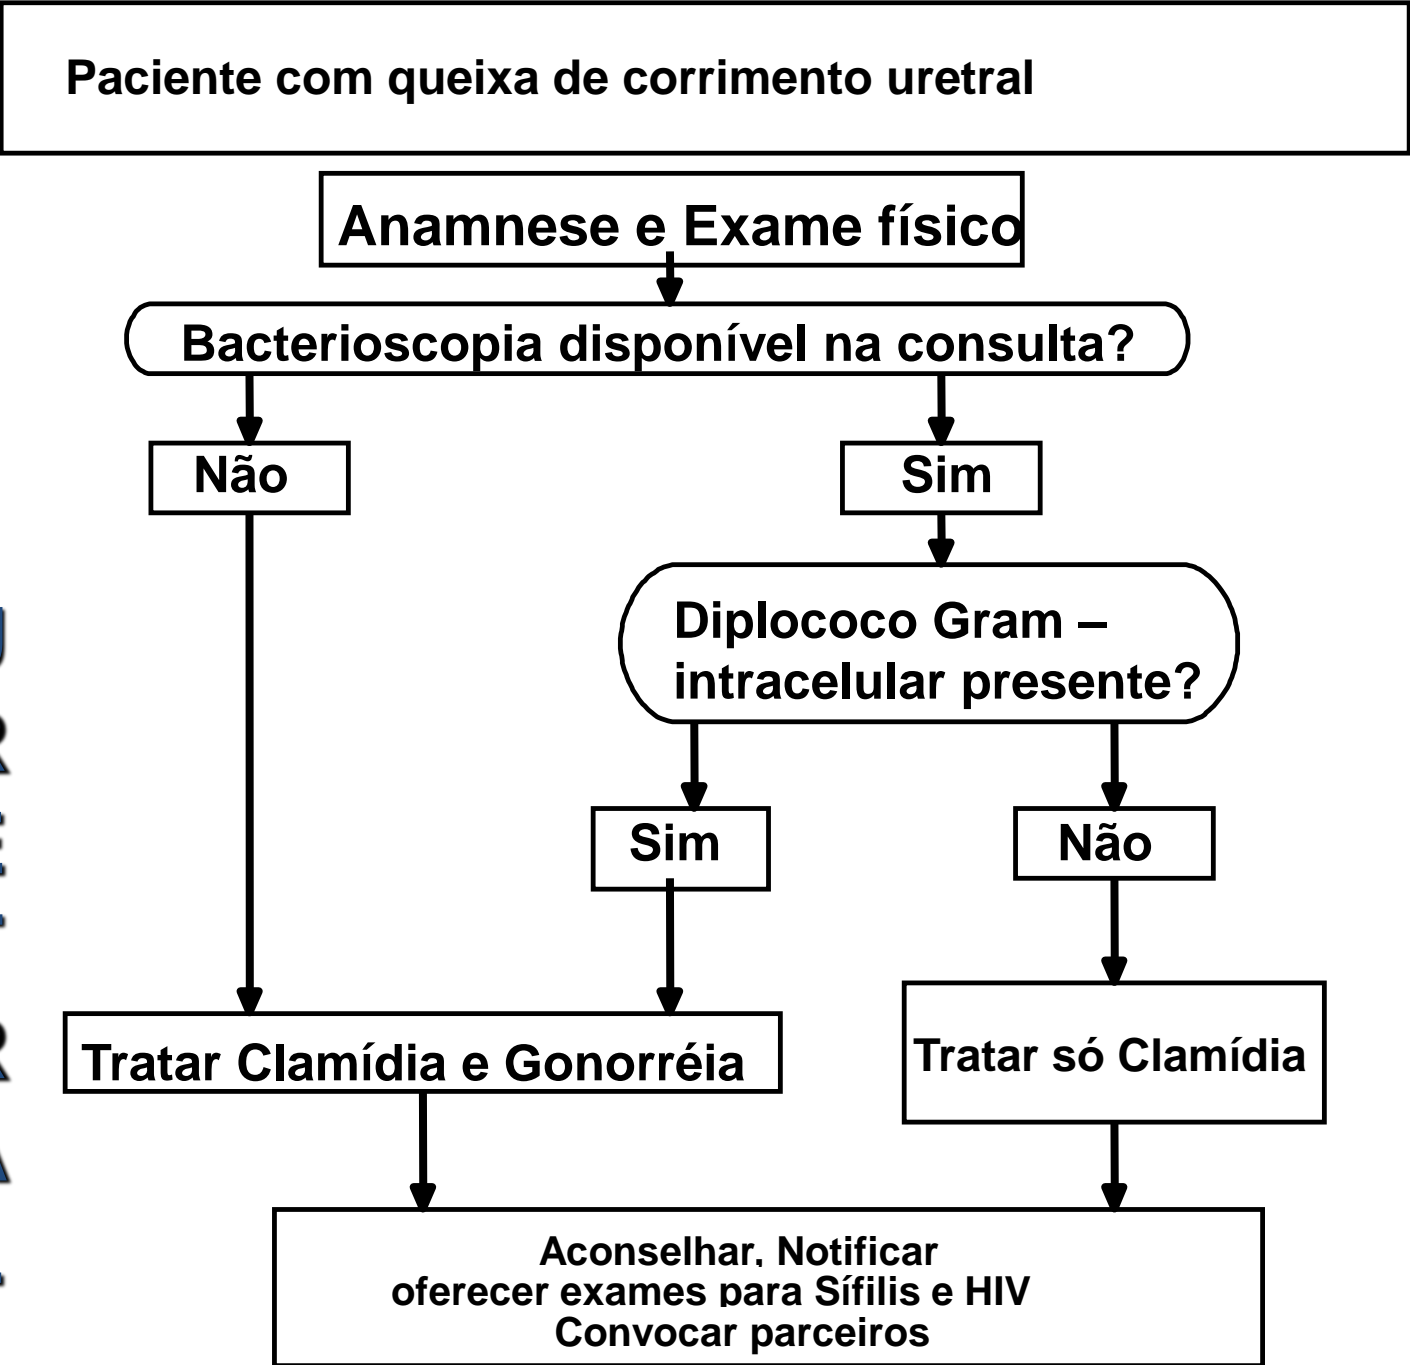 Paciente com queixa de corrimento uretral
Anamnese e Exame físico
Bacterioscopia disponível na consulta?
Não
Sim
Diplococo Gram –
intracelular presente?
Sim
Não
Tratar Clamídia e Gonorréia
Tratar só Clamídia
Aconselhar, Notificar
oferecer exames para Sífilis e HIV
Convocar parceiros